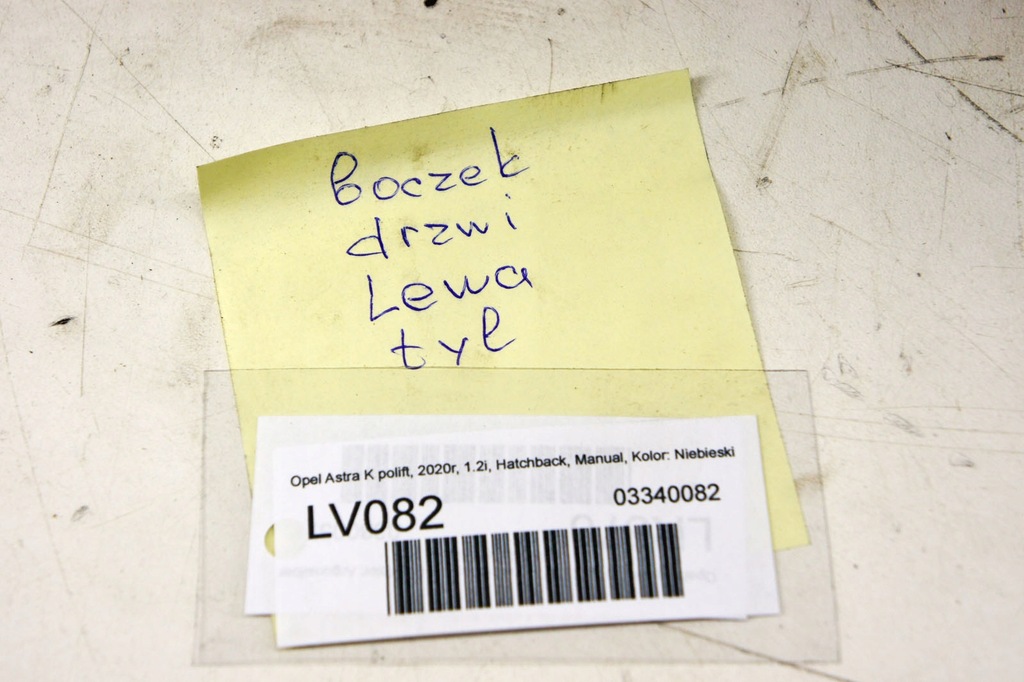 boczek
drzwi
Lewa
tył
Opel Astra K polift, 2020r, 1.2i, Hatchback, Manual, Kolor: Niebieski
LV082
03340082